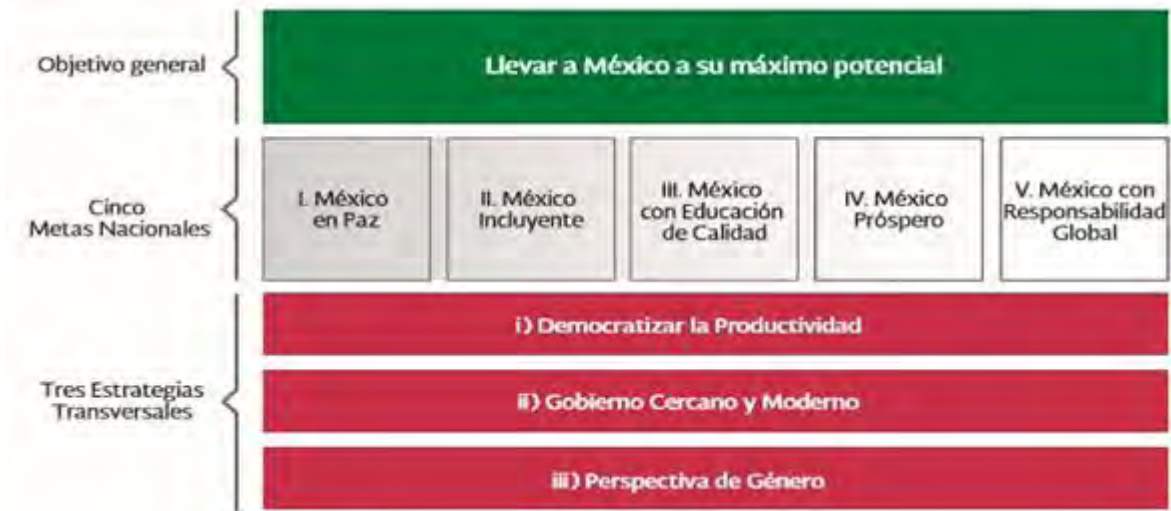 Objetivo general
Llevar a México a su máximo potencial
Cinco
Metas Nacionales
I. México
en Paz
II. México
Incluyente
III. México
con Educación
de Calidad
IV. México
Próspero
V. México con
Responsabilidad
Global
Tres Estrategias
Transversales
i) Democratizar la Productividad
ii) Gobierno Cercano y Moderno
iii) Perspectiva de Género